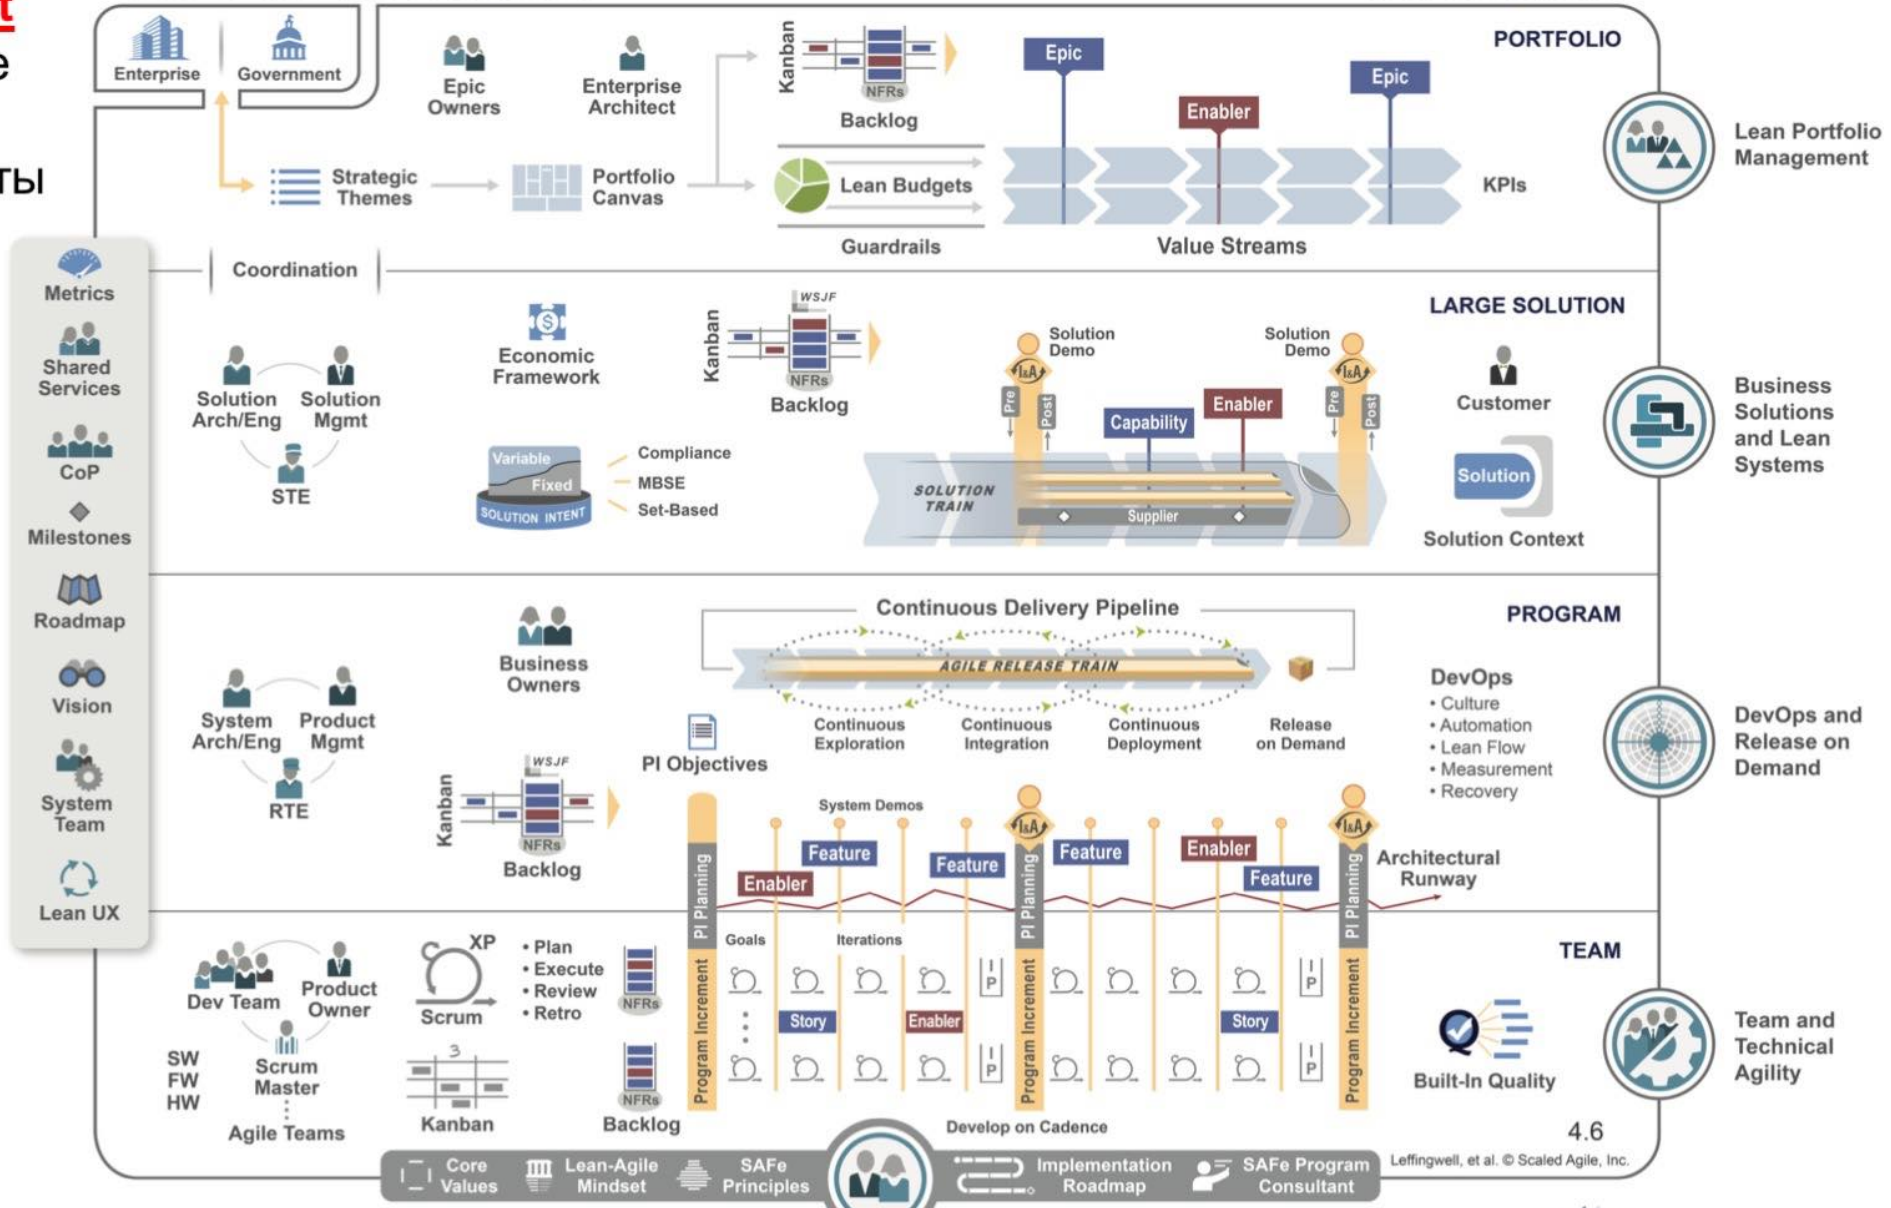 t
е
ты
Enterprise
Government
Epic
Owners
Enterprise
Architect
Kanban
NFRs
Backlog
Epic
Enabler
Epic
PORTFOLIO
Strategic
Themes
Portfolio
Canvas
Lean Budgets
Guardrails
Value Streams
KPIs
Lean Portfolio
Management
Metrics
Shared
Services
CoP
Milestones
Roadmap
Vision
System
Team
Lean UX
Coordination
LARGE SOLUTION
Solution
Arch/Eng
Solution
Mgmt
STE
Economic
Framework
Kanban
WSJF
NFRs
Backlog
Variable
Fixed
SOLUTION INTENT
Compliance
MBSE
Set-Based
Solution
Demo
I&A
Pre
Post
Capability
Enabler
Solution
Demo
I&A
Pre
Post
SOLUTION
TRAIN
Supplier
Customer
Solution
Solution Context
Business
Solutions
and Lean
Systems
PROGRAM
Continuous Delivery Pipeline
AGILE RELEASE TRAIN
Continuous
Exploration
Continuous
Integration
Continuous
Deployment
Release
on Demand
Business
Owners
System
Arch/Eng
Product
Mgmt
RTE
PI Objectives
Kanban
WSJF
NFRs
Backlog
System Demos
PI Planning
Enabler
Feature
Feature
I&A
PI Planning
Feature
Enabler
Feature
I&A
PI Planning
Architectural
Runway
DevOps
• Culture
• Automation
• Lean Flow
• Measurement
• Recovery
DevOps and
Release on
Demand
TEAM
Dev Team
Product
Owner
Scrum
Master
Agile Teams
SW
FW
HW
XP
Scrum
• Plan
• Execute
• Review
• Retro
3
Kanban
NFRs
NFRs
Backlog
Program Increment
Goals
Iterations
I
P
Story
Enabler
I
P
Program Increment
I
P
Story
I
P
Program Increment
Develop on Cadence
Built-In Quality
Team and
Technical
Agility
4.6
Leffingwell, et al. © Scaled Agile, Inc.
Core
Values
Lean-Agile
Mindset
SAFe
Principles
Implementation
Roadmap
SAFe Program
Consultant